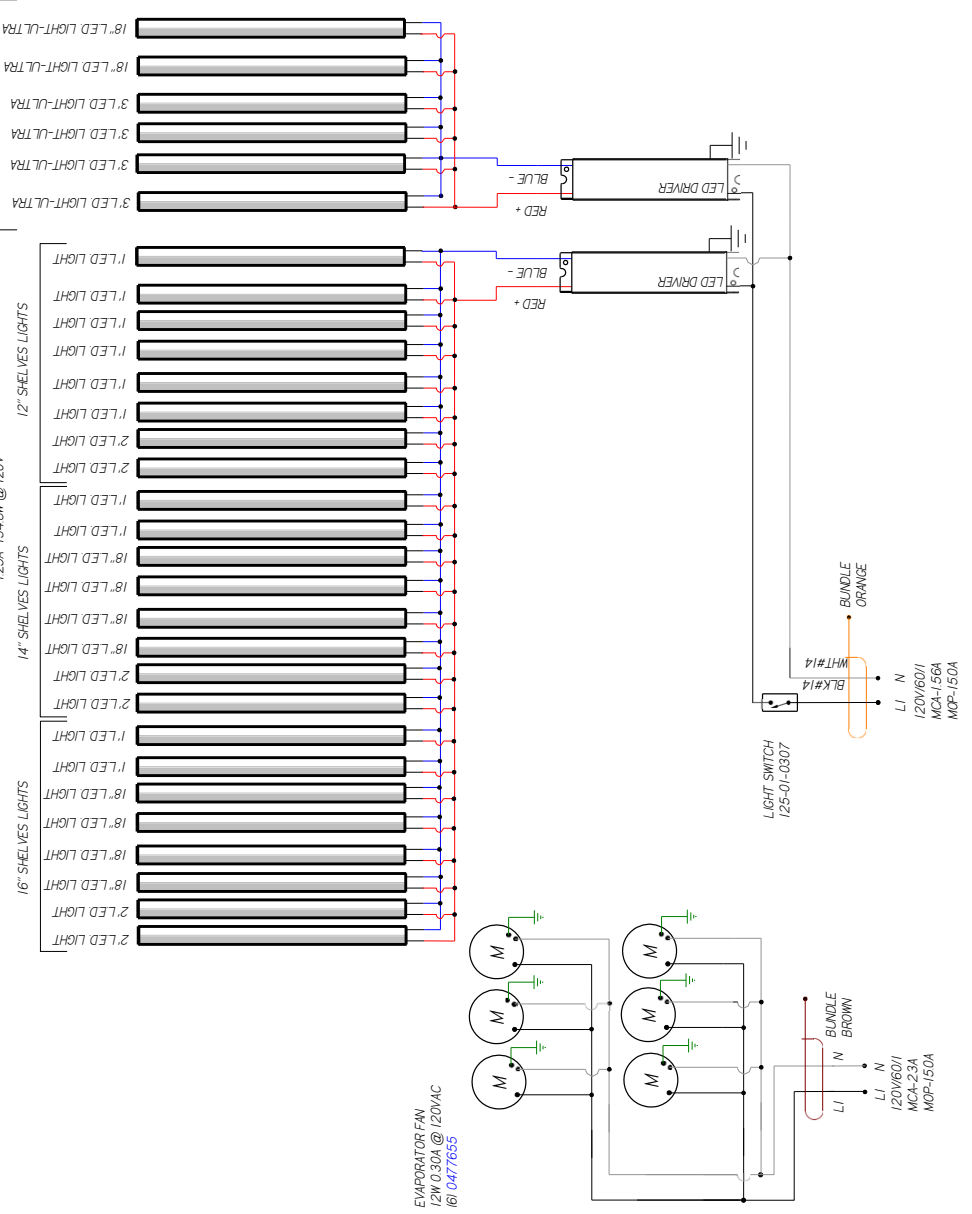 18" LED LIGHT-ULTRA
18" LED LIGHT-ULTRA
3' LED LIGHT-ULTRA
3' LED LIGHT-ULTRA
3' LED LIGHT-ULTRA
3' LED LIGHT-ULTRA
BLUE -
RED +
LED DRIVER
12" SHELVES LIGHTS
1' LED LIGHT
1' LED LIGHT
1' LED LIGHT
1' LED LIGHT
1' LED LIGHT
1' LED LIGHT
2' LED LIGHT
2' LED LIGHT
BLUE -
RED +
LED DRIVER
14" SHELVES LIGHTS
1' LED LIGHT
1' LED LIGHT
18" LED LIGHT
18" LED LIGHT
18" LED LIGHT
18" LED LIGHT
2' LED LIGHT
2' LED LIGHT
16" SHELVES LIGHTS
1' LED LIGHT
1' LED LIGHT
18" LED LIGHT
18" LED LIGHT
18" LED LIGHT
18" LED LIGHT
2' LED LIGHT
2' LED LIGHT
LIGHT SWITCH
125-01-0307
BLK#14
WHT#14
BUNDLE
ORANGE
L1 N
120V/60/1
MCA-1.56A
MOP-15.0A
EVAPORATOR FAN
12W 0.30A @ 120VAC
(6) 0477655
M
M
M
M
M
M
BUNDLE
BROWN
L1 N
L1 N
120V/60/1
MCA-2.3A
MOP-15.0A